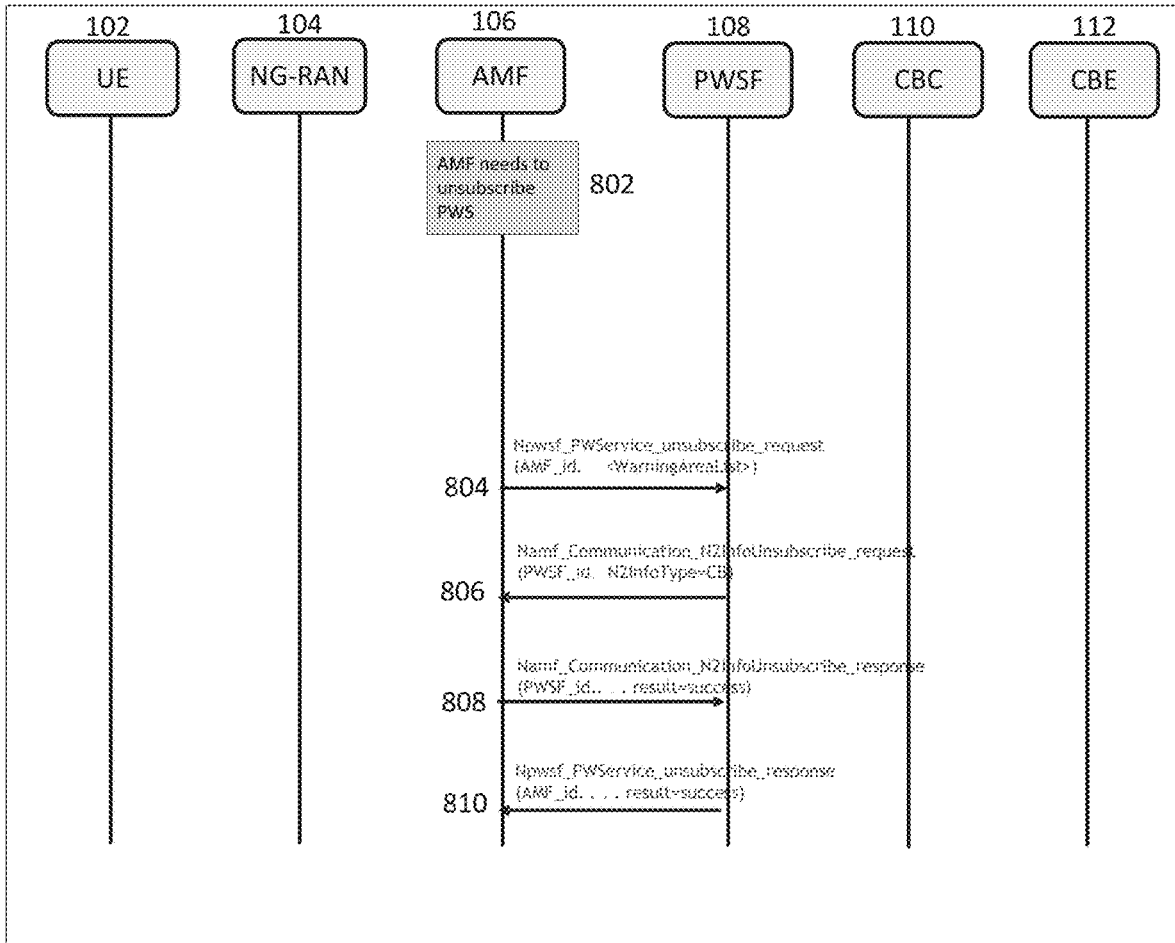 102 104 106 108 110 112
UE NG-RAN AMF PWSF CBC CBE
AMF needs to
unsubscribe
PWS
802
Npwsf_PWService_unsubscribe_request
(AMF_id. <WarningAreaList>)
804
Namf_Communication_N2InfoUnsubscribe_request
(PWSF_id. N2InfoType=CB)
806
Namf_Communication_N2InfoUnsubscribe_response
(PWSF_id. . . . result=success)
808
Npwsf_PWService_unsubscribe_response
(AMF_id. . . . result=success)
810